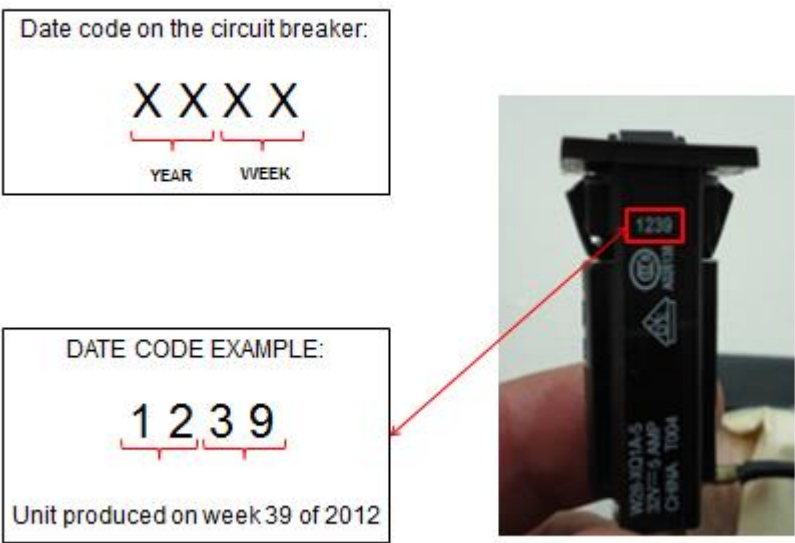 Date code on the circuit breaker:
X X X X
YEAR WEEK
DATE CODE EXAMPLE:
1 2 3 9
Unit produced on week 39 of 2012
1239
W28-XQ1A-5
32V⎓ 5 AMP
CHINA T004